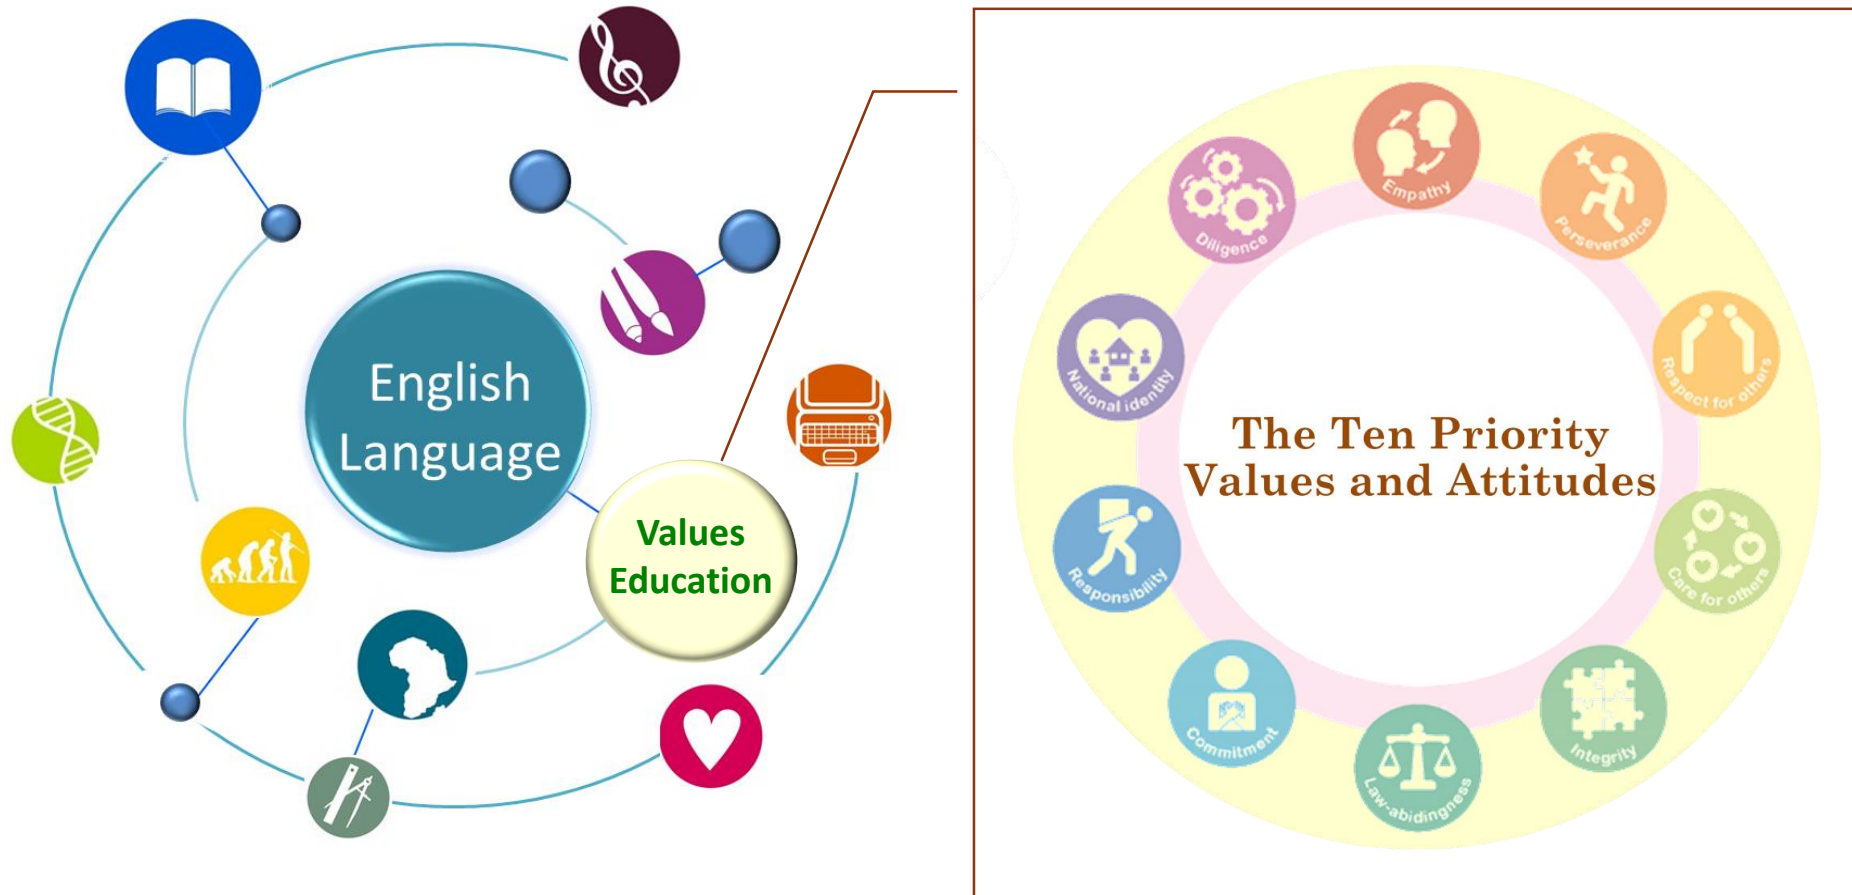 English
Language
Values
Education
The Ten Priority
Values and Attitudes
Empathy
Perseverance
Respect for others
Care for others
Integrity
Law-abidingness
Commitment
Responsibility
National identity
Diligence